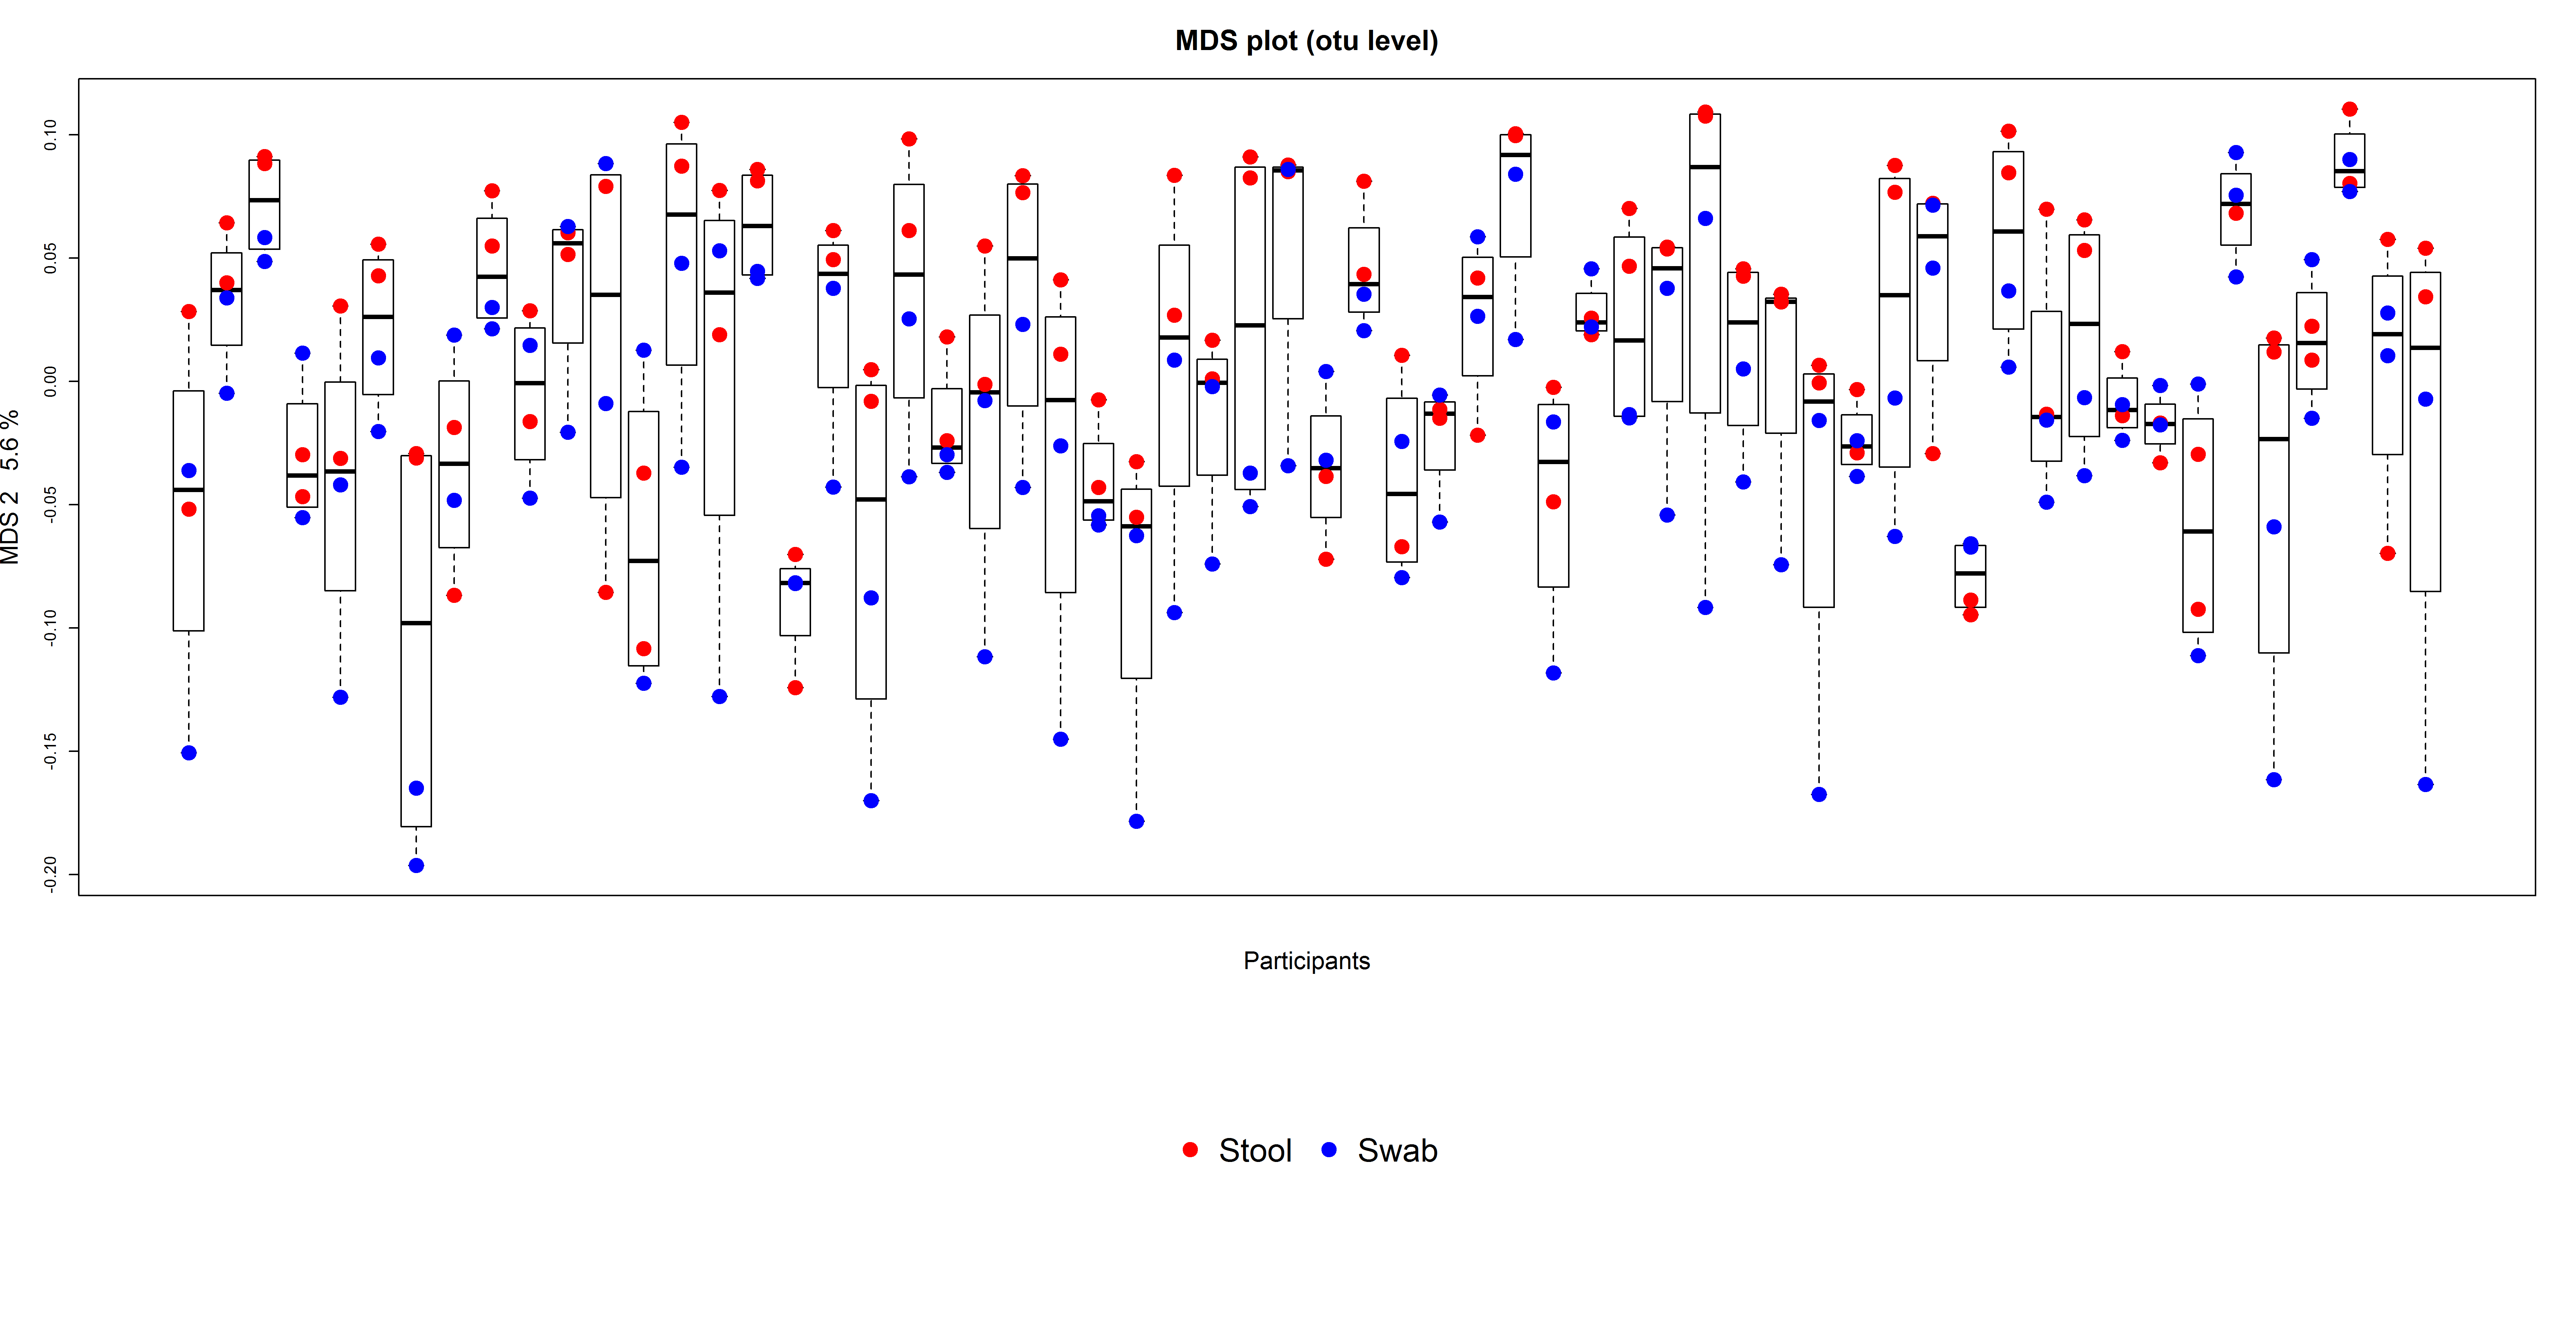 MDS plot (otu level)
MDS 2 5.6 %
0.10
0.05
0.00
-0.05
-0.10
-0.15
-0.20
Participants
Stool
Swab